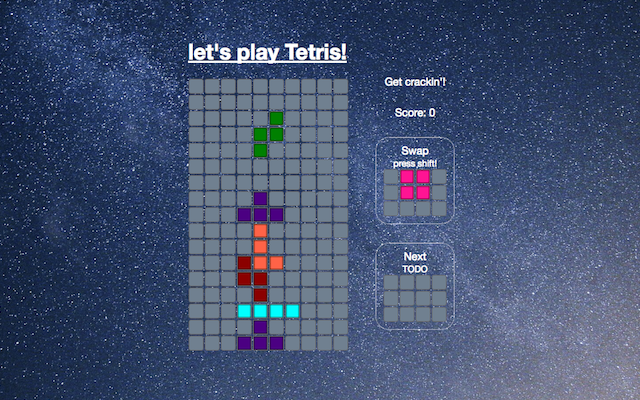 let's play Tetris!
Get crackin'!
Score: 0
Swap
press shift!
Next
TODO